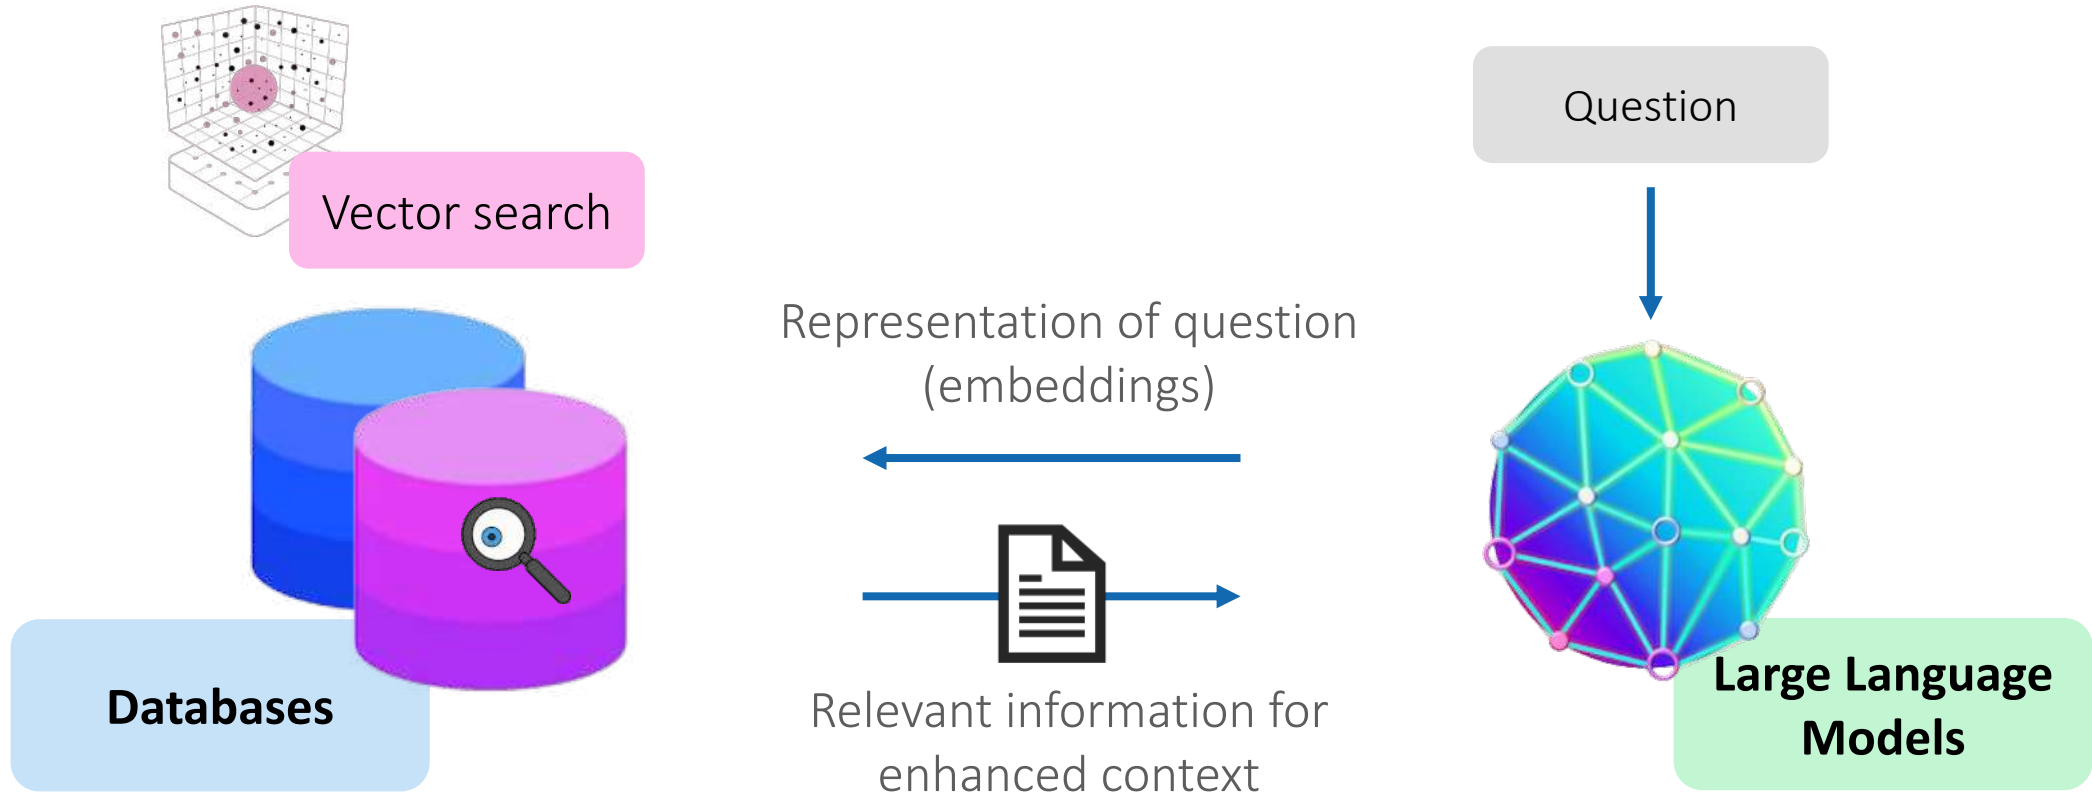 Question
Vector search
Representation of question
(embeddings)
Databases
Relevant information for
enhanced context
Large Language
Models